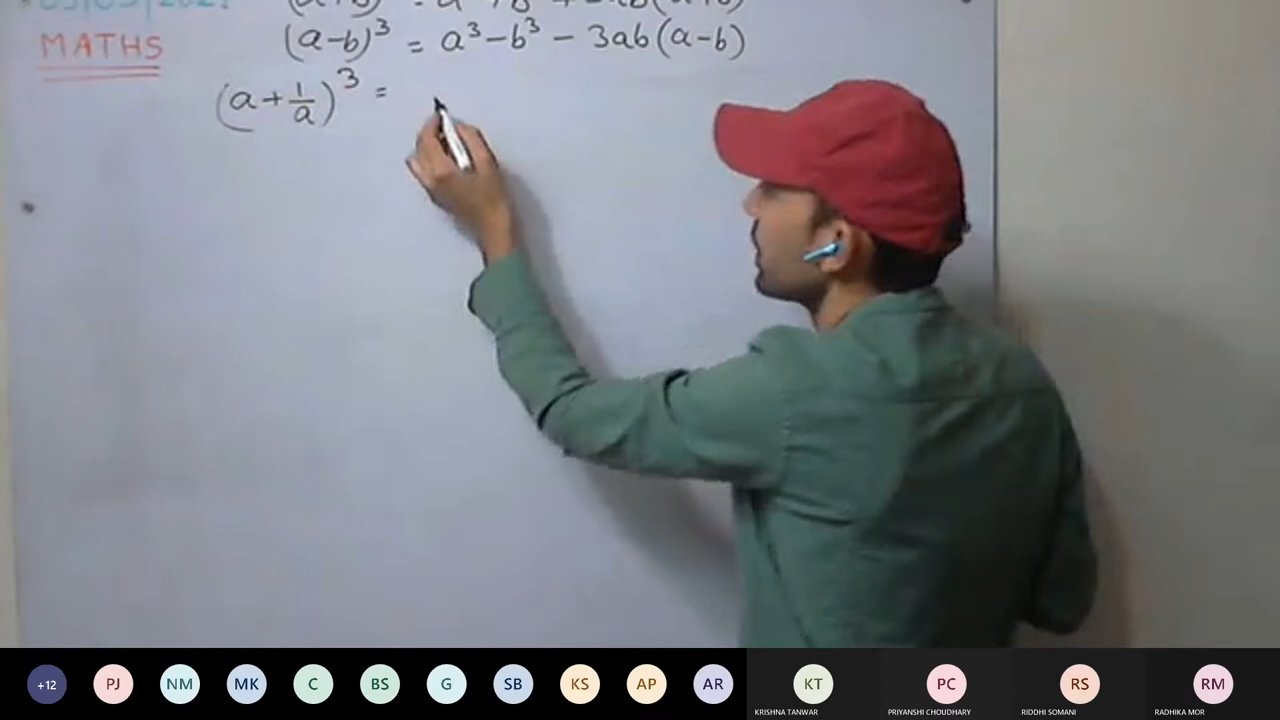 MATHS
(a-b)³ = a³-b³ - 3ab(a-b)
(a+1/a)³ =
+12 PJ NM MK C BS G SB KS AP AR KT PC RS RM
KRISHNA TANWAR PRIYANSHI CHOUDHARY RIDDHI SOMANI RADHIKA MOR